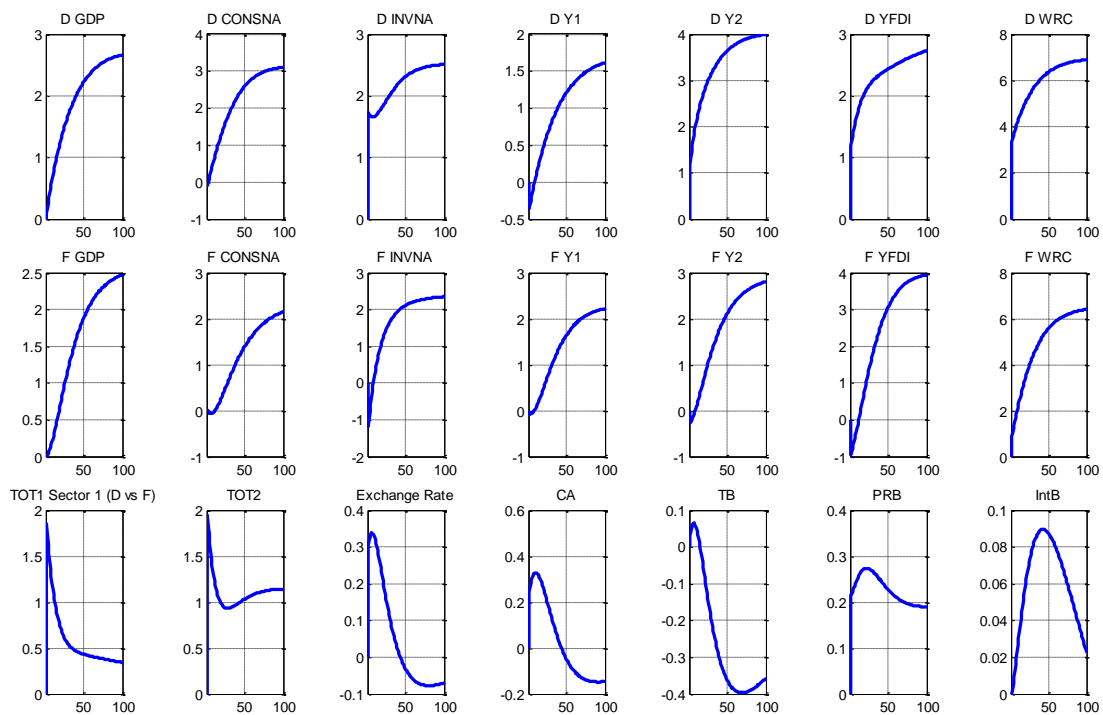 D GDP D CONSNA D INVNA D Y1 D Y2 D YFDI D WRC
3 4 3 2 4 3 8
3 1.5
2 2 3 2 6
2 1
1 2 4
1 1 0.5 1
0 1 2
0
0 -1 0 -0.5 0 0 0
50 100 50 100 50 100 50 100 50 100 50 100 50 100
F GDP F CONSNA F INVNA F Y1 F Y2 F YFDI F WRC
2.5 3 3 3 3 4 8
2 2 2 2 2 3 6
1.5 1 2
1 1 1 1 4
1 0 1
0.5 0 -1 0 0 0 2
0 -1 -2 -1 -1 -1 0
50 100 50 100 50 100 50 100 50 100 50 100 50 100
TOT1 Sector 1 (D vs F) TOT2 Exchange Rate CA TB PRB IntB
2 2 0.4 0.6 0.1 0.4 0.1
0.3 0 0.08
1.5 1.5 0.4 0.3
0.2 -0.1 0.06
1 1 0.2 0.2
0.1 -0.2 0.04
0.5 0.5 0 0 -0.3 0.1 0.02
0 0 -0.1 -0.2 -0.4 0 0
50 100 50 100 50 100 50 100 50 100 50 100 50 100